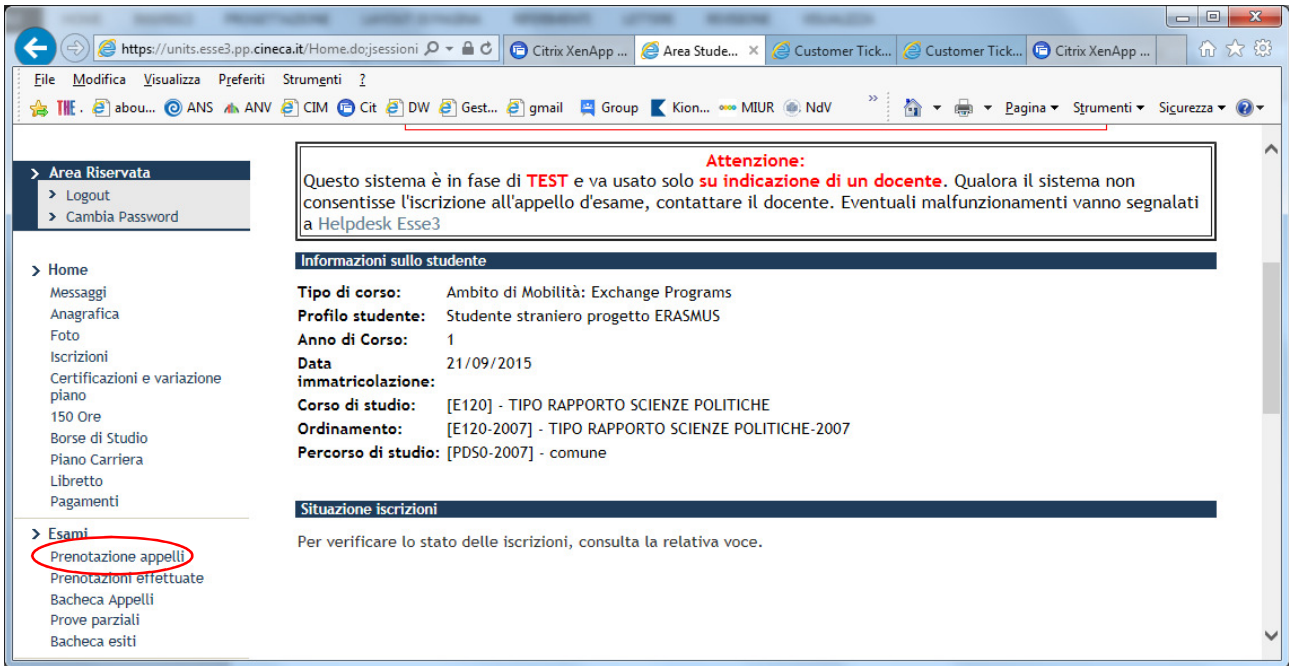 https://units.esse3.pp.cineca.it/Home.do;jsessioni
Citrix XenApp ...
Area Stude...
Customer Tick...
Customer Tick...
Citrix XenApp ...
File Modifica Visualizza Preferiti Strumenti ?
THE . abou... ANS ANV CIM Cit DW Gest... gmail Group Kion... MIUR NdV » Pagina Strumenti Sicurezza
Area Riservata
Logout
Cambia Password
Home
Messaggi
Anagrafica
Foto
Iscrizioni
Certificazioni e variazione
piano
150 Ore
Borse di Studio
Piano Carriera
Libretto
Pagamenti
Esami
Prenotazione appelli
Prenotazioni effettuate
Bacheca Appelli
Prove parziali
Bacheca esiti
Attenzione:
Questo sistema è in fase di TEST e va usato solo su indicazione di un docente. Qualora il sistema non
consentisse l'iscrizione all'appello d'esame, contattare il docente. Eventuali malfunzionamenti vanno segnalati
a Helpdesk Esse3
Informazioni sullo studente
Tipo di corso: Ambito di Mobilità: Exchange Programs
Profilo studente: Studente straniero progetto ERASMUS
Anno di Corso: 1
Data 21/09/2015
immatricolazione:
Corso di studio: [E120] - TIPO RAPPORTO SCIENZE POLITICHE
Ordinamento: [E120-2007] - TIPO RAPPORTO SCIENZE POLITICHE-2007
Percorso di studio: [PDS0-2007] - comune
Situazione iscrizioni
Per verificare lo stato delle iscrizioni, consulta la relativa voce.